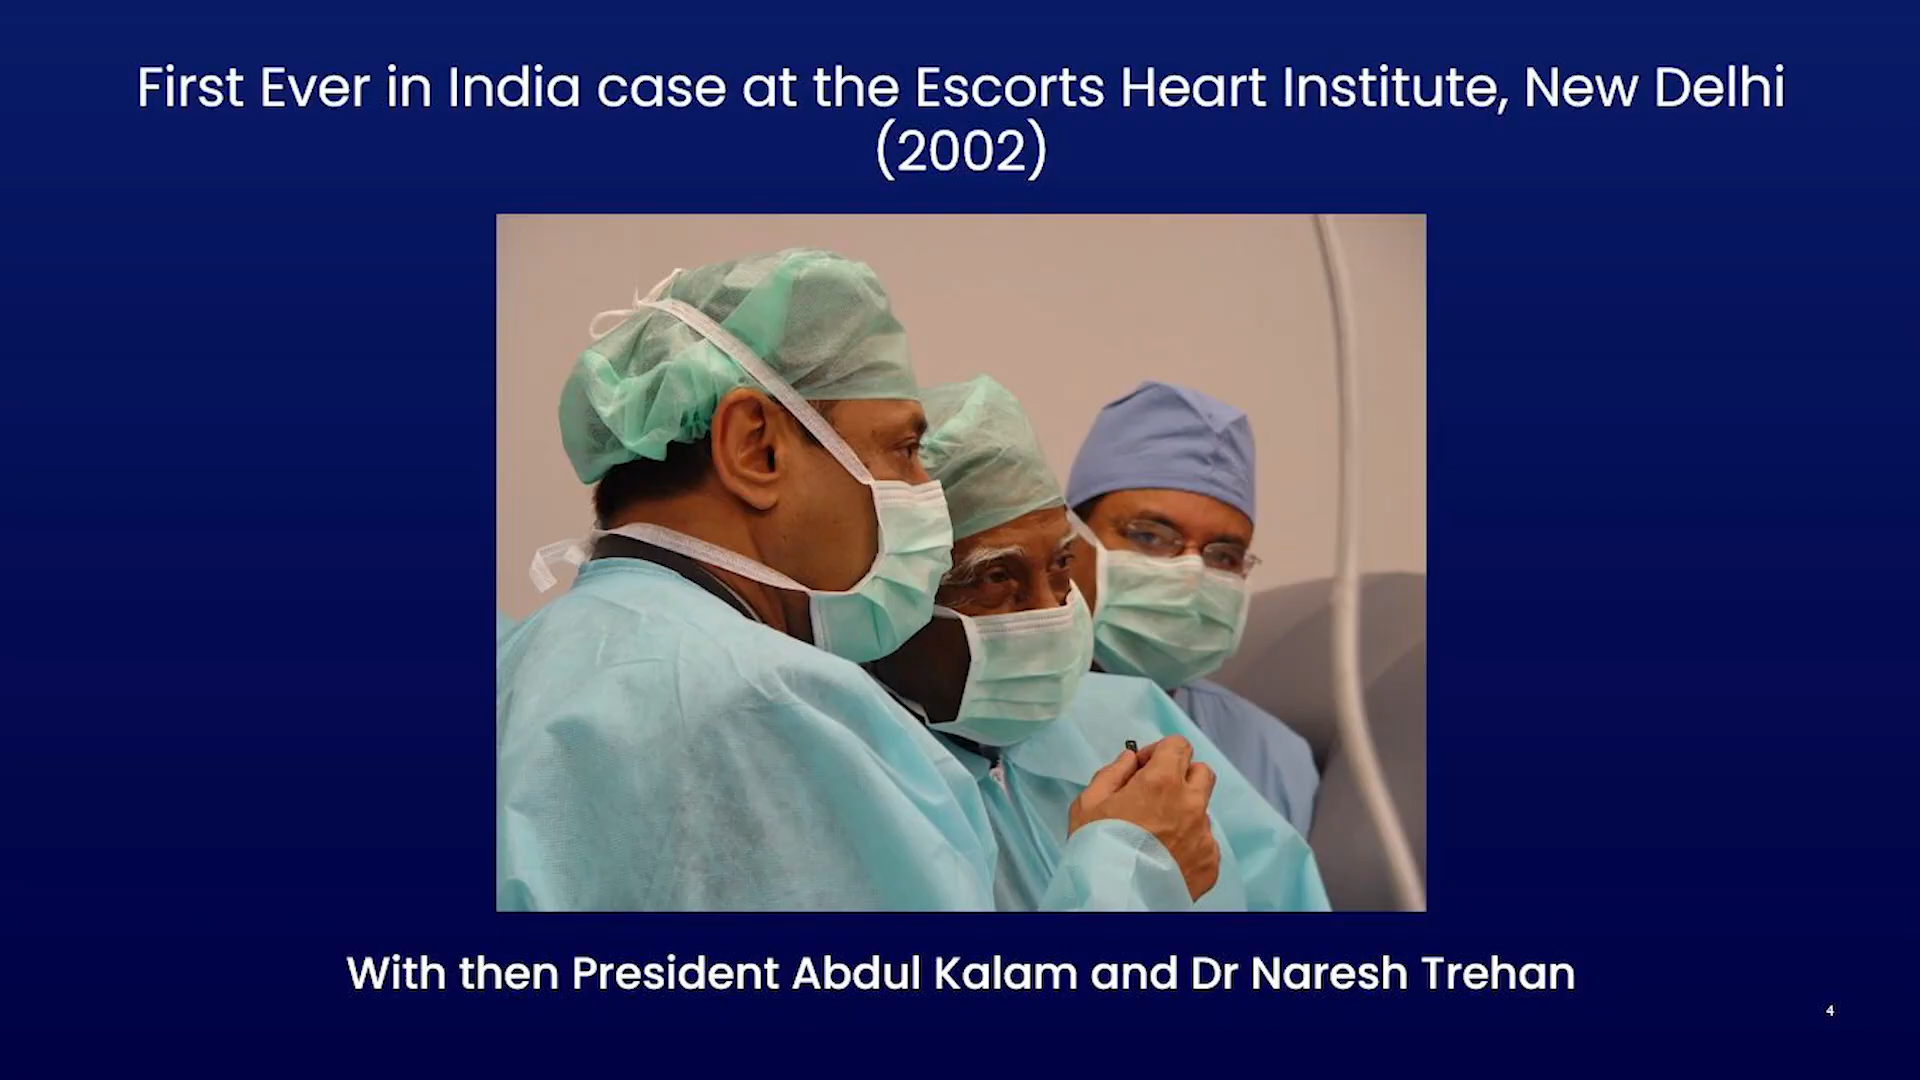 First Ever in India case at the Escorts Heart Institute, New Delhi
(2002)
With then President Abdul Kalam and Dr Naresh Trehan
4